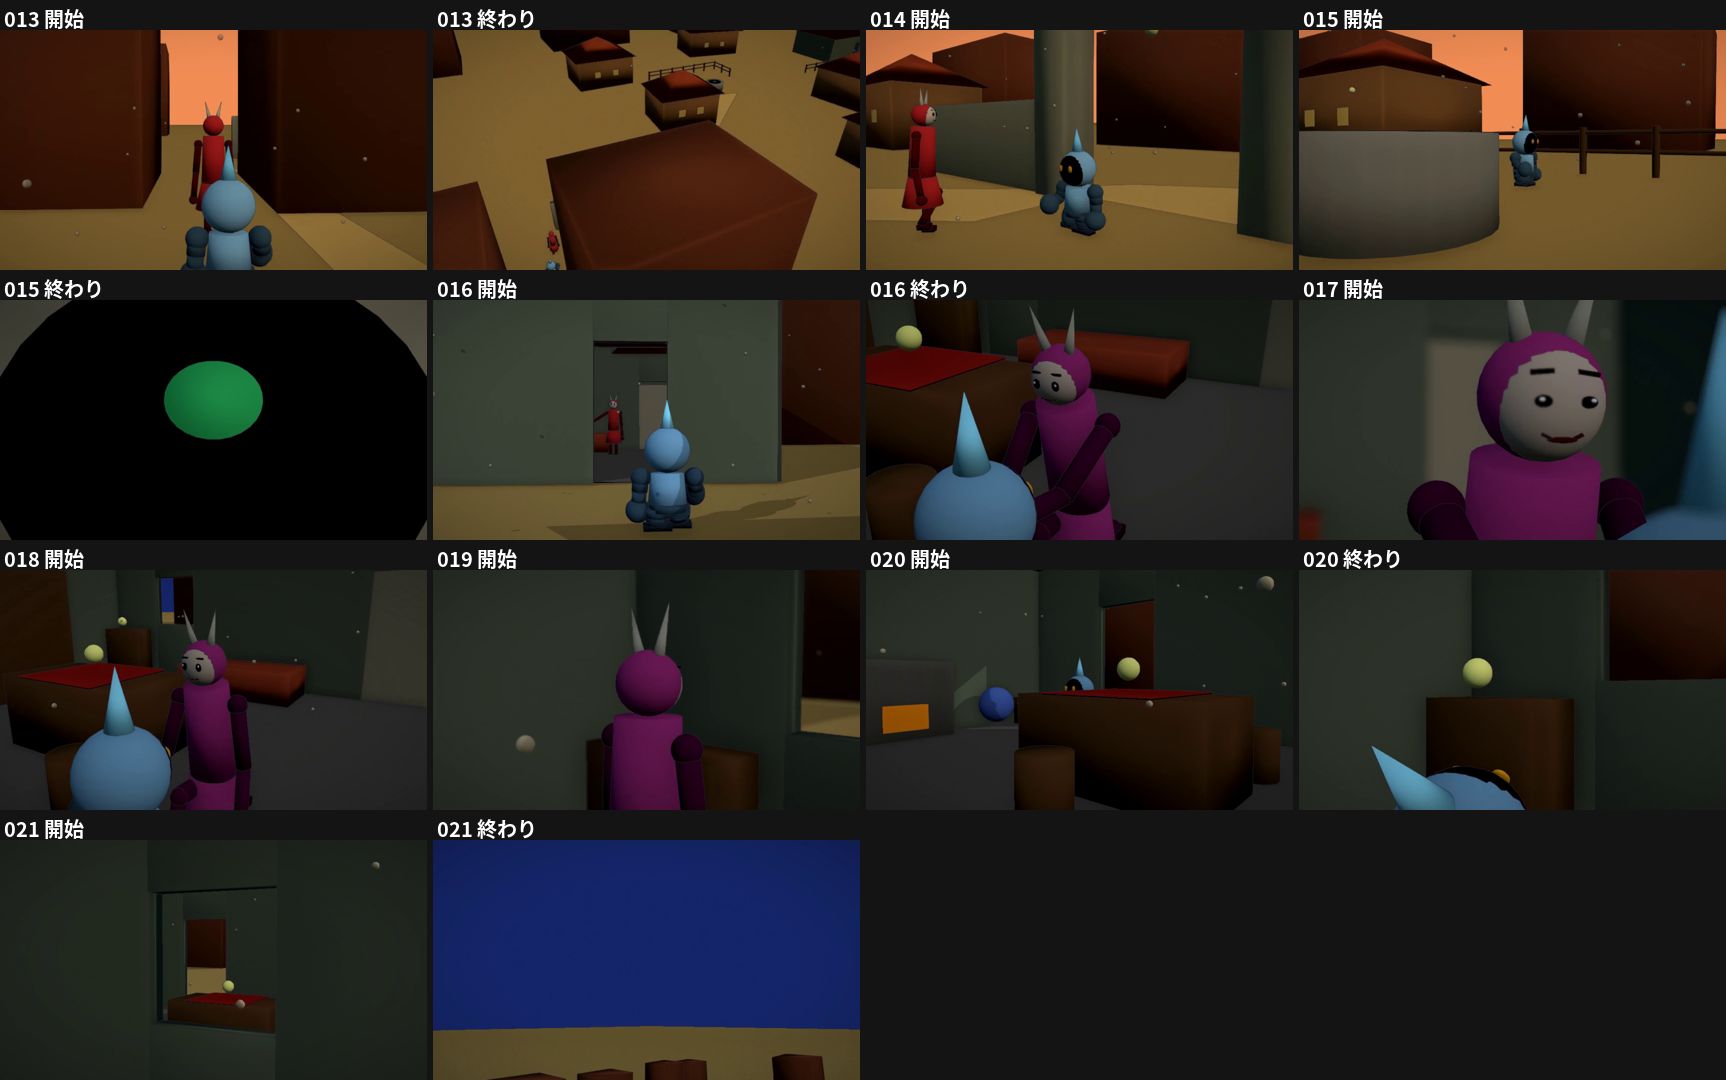 013 開始
013 終わり
014 開始
015 開始
015 終わり
016 開始
016 終わり
017 開始
018 開始
019 開始
020 開始
020 終わり
021 開始
021 終わり